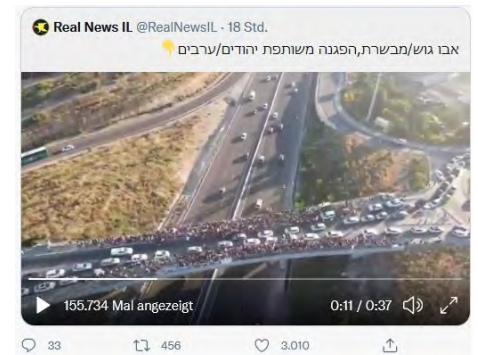 Real News IL @RealNewsIL · 18 Std.
אבו גוש/מבשרת,הפגנה משותפת יהודים/ערבים👇
155.734 Mal angezeigt
0:11 / 0:37
33
456
3.010